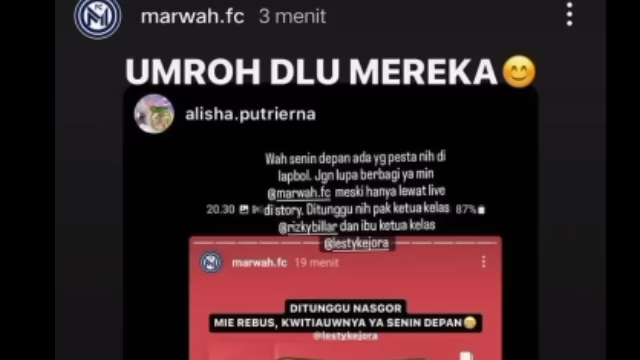 marwah.fc 3 menit
UMROH DLU MEREKA😊
alisha.putrierna
Wah senin depan ada yg pesta nih di
lapbol. Jgn lupa berbagi ya min
@marwah.fc meski hanya lewat live
20.30 di story. Ditunggu nih pak ketua kelas 87%
@rizkybillar dan ibu ketua kelas
@lestykejora
marwah.fc 19 menit
DITUNGGU NASGOR
MIE REBUS, KWITIAUWNYA YA SENIN DEPAN😄
@lestykejora